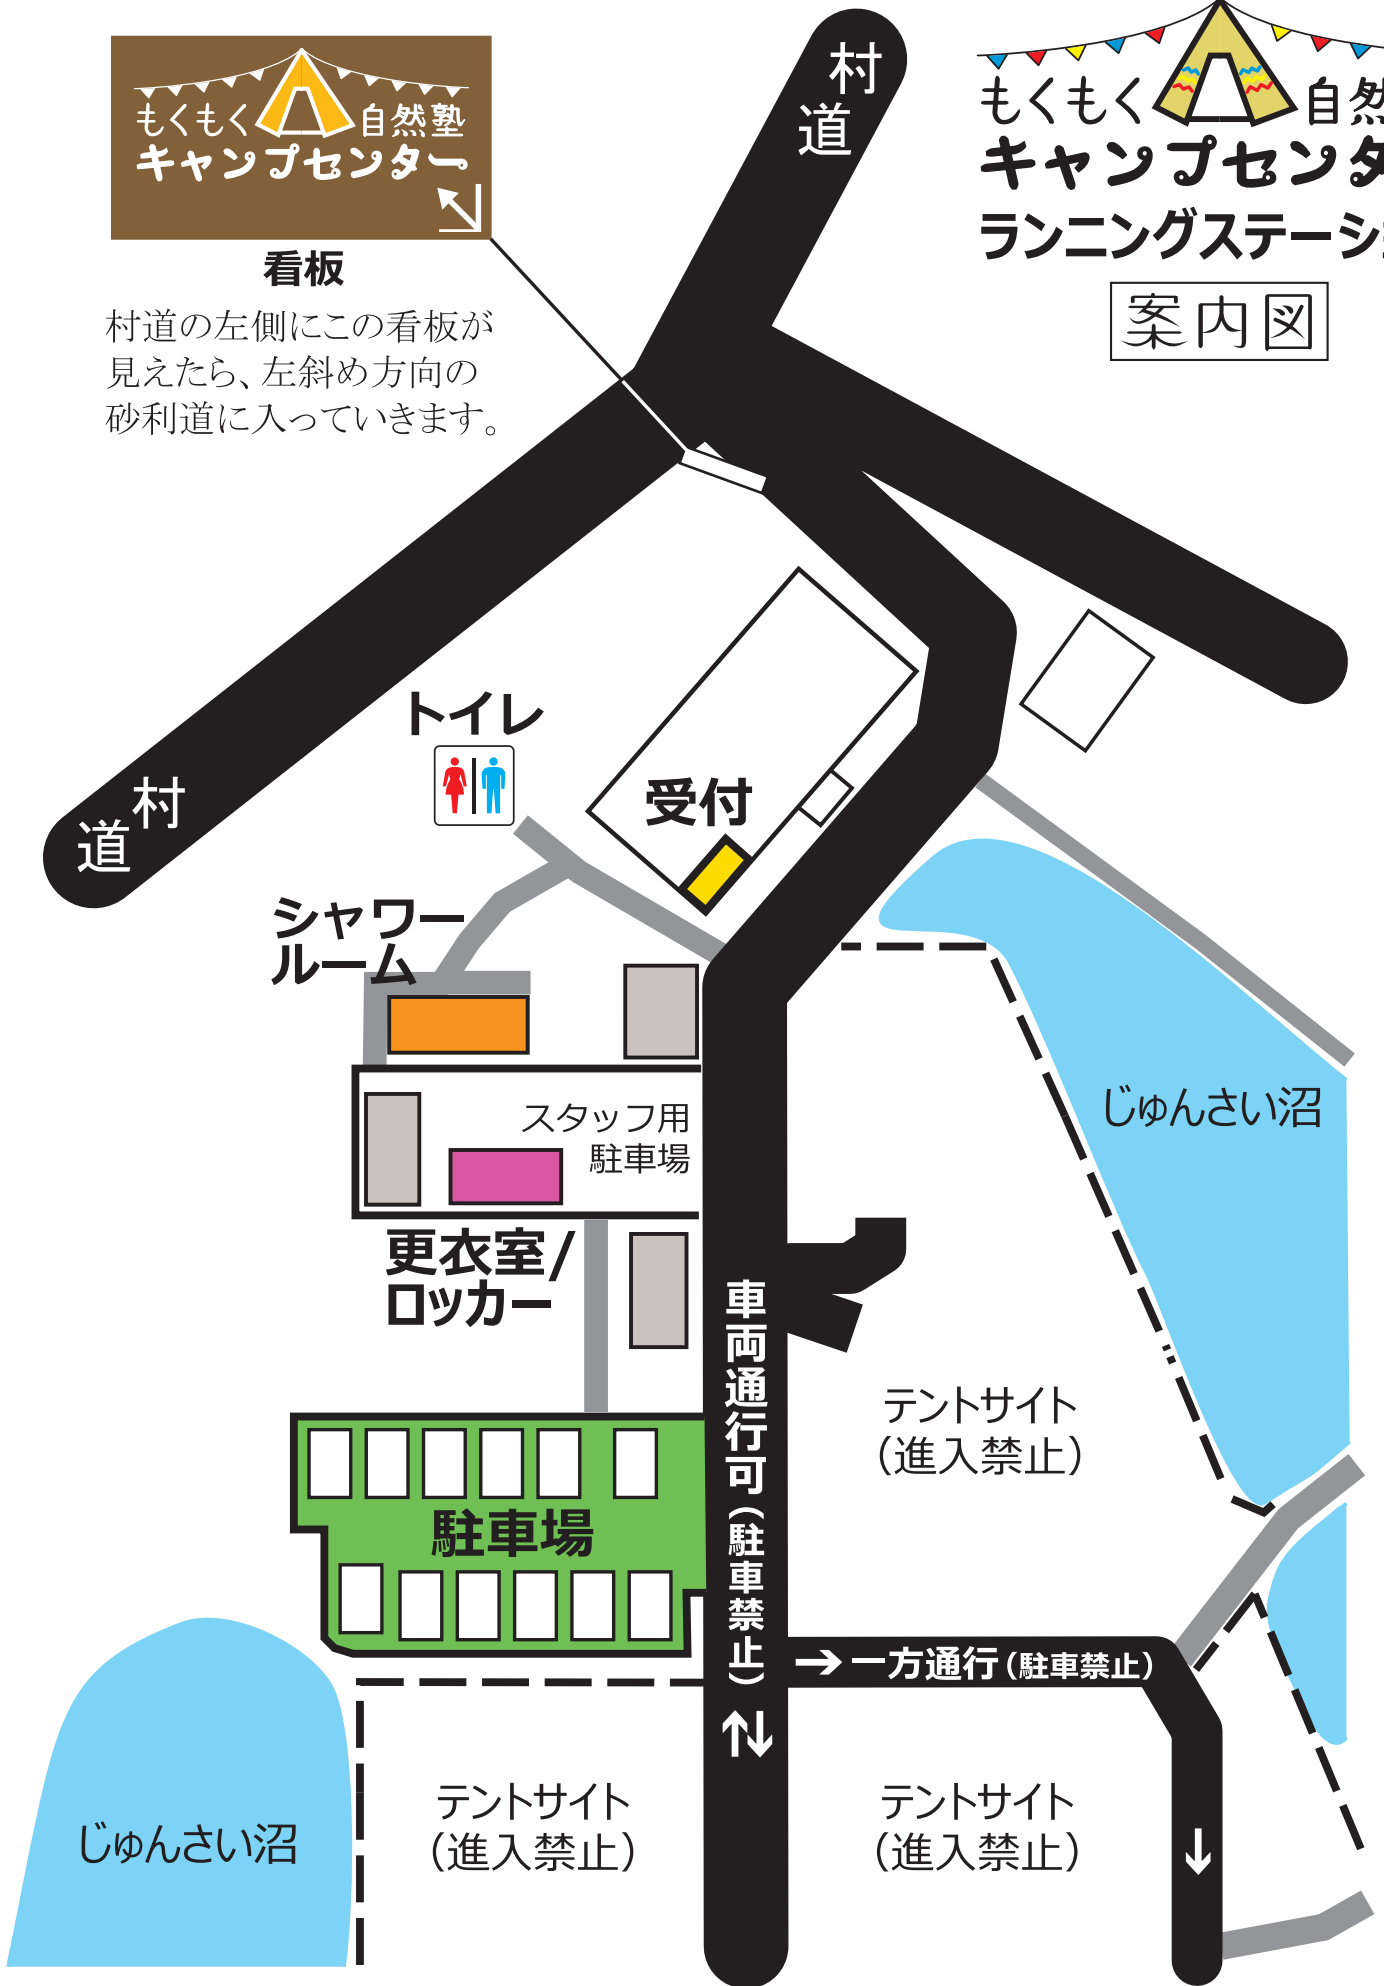 もくもく自然塾
キャンプセンター
看板
村道の左側にこの看板が
見えたら、左斜め方向の
砂利道に入っていきます。
村道
もくもく 自然
キャンプセンタ
ランニングステーシ
案内図
トイレ
受付
村道
シャワー
ルーム
スタッフ用
駐車場
じゅんさい沼
更衣室/
ロッカー
車両通行可(駐車禁止)
テントサイト
(進入禁止)
駐車場
→一方通行(駐車禁止)
↑↓
テントサイト
(進入禁止)
テントサイト
(進入禁止)
じゅんさい沼
↓